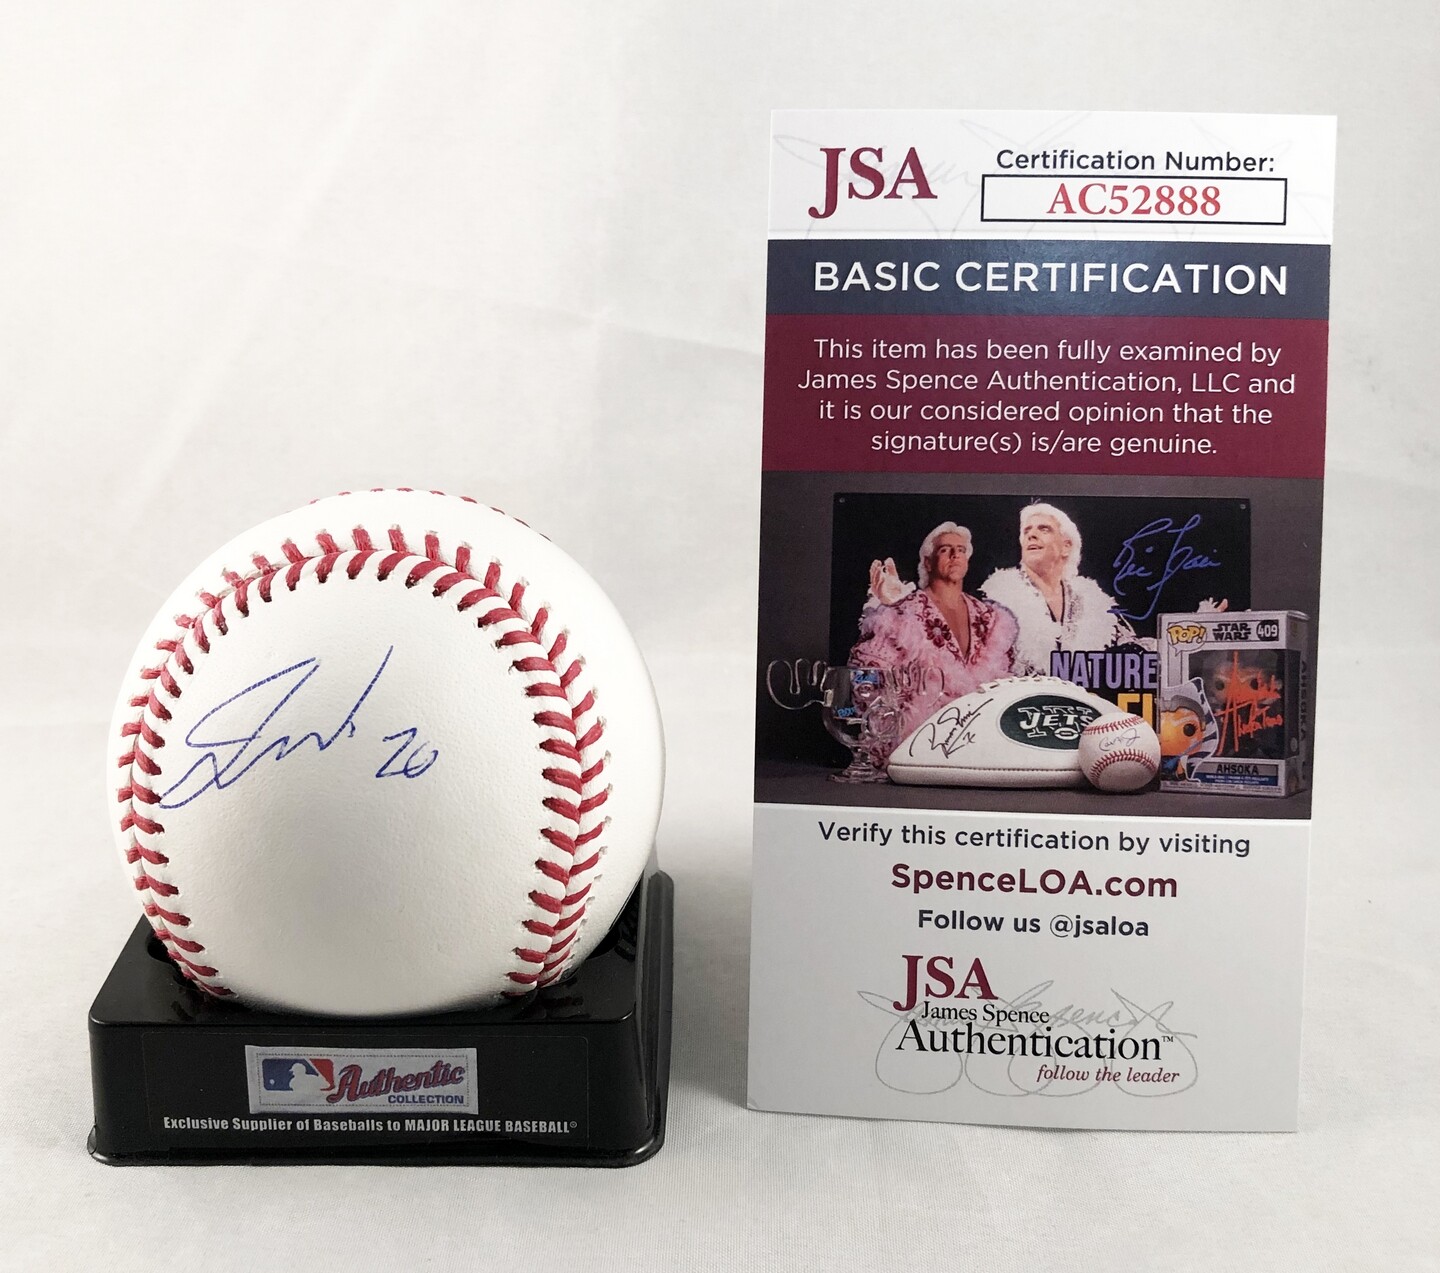 JSA
Certification Number:
AC52888
BASIC CERTIFICATION
This item has been fully examined by
James Spence Authentication, LLC and
it is our considered opinion that the
signature(s) is/are genuine.
POP!
STAR WARS
409
NATURE
JETS
AHSOKA
AHSOKA
20
Verify this certification by visiting
SpenceLOA.com
Follow us @jsaloa
JSA
James Spence
Authentication™
follow the leader
Authentic
COLLECTION
Exclusive Supplier of Baseballs to MAJOR LEAGUE BASEBALL®